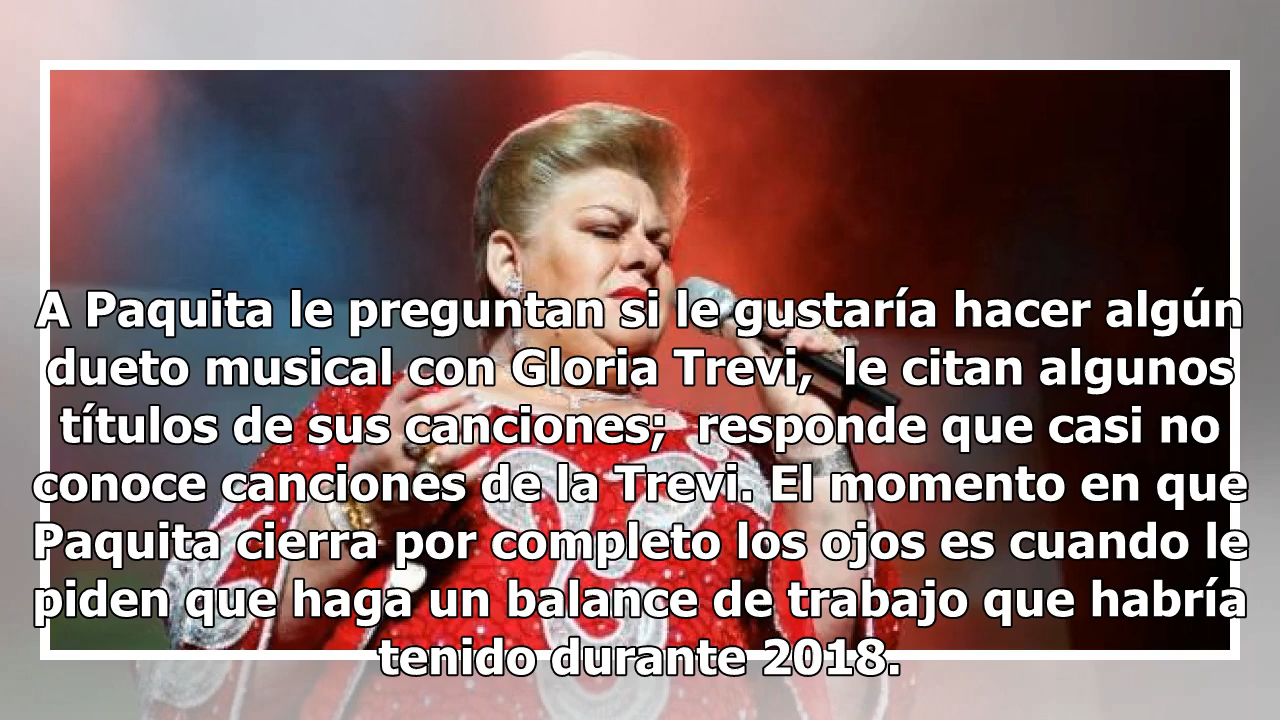 A Paquita le preguntan si le gustaría hacer algún
dueto musical con Gloria Trevi,  le citan algunos
títulos de sus canciones;  responde que casi no
conoce canciones de la Trevi. El momento en que
Paquita cierra por completo los ojos es cuando le
piden que haga un balance de trabajo que habría
tenido durante 2018.